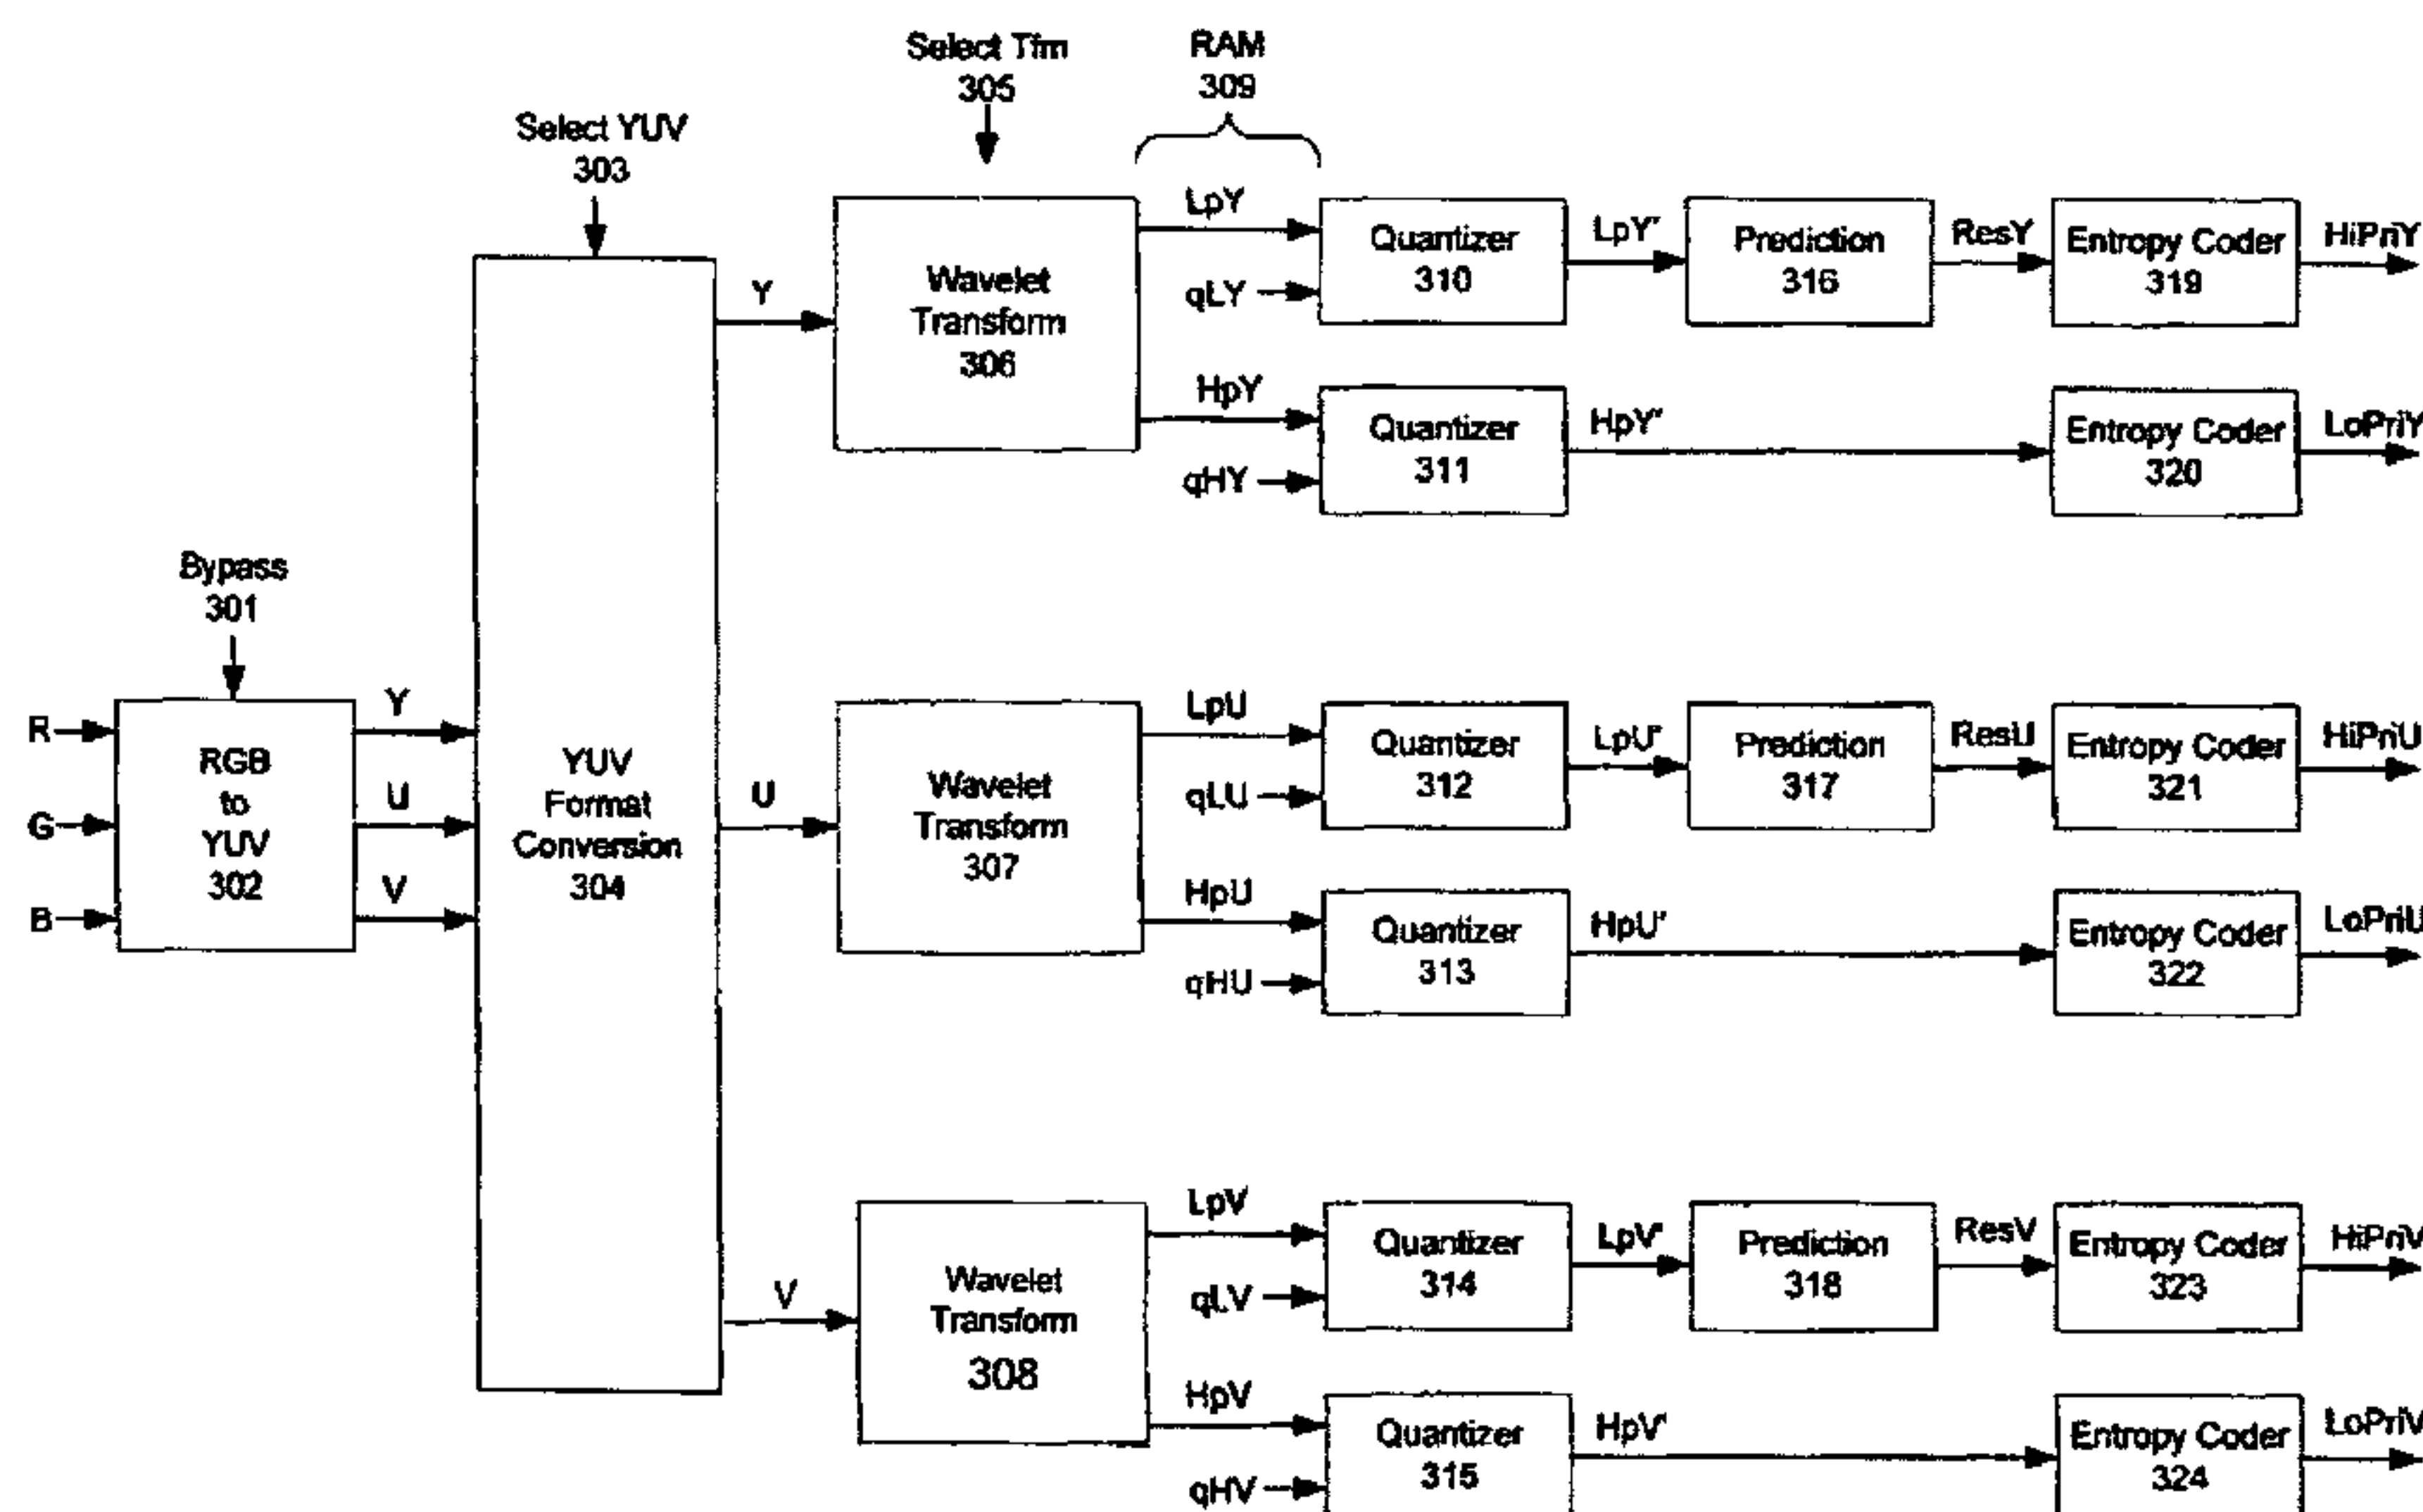 Select Tfm
305
RAM
309
Select YUV
303
LpY
Quantizer
310
LpY'
Prediction
316
ResY
Entropy Coder
319
HiPriY
qLY
Y
Wavelet
Transform
306
HpY
Quantizer
311
HpY'
Entropy Coder
320
LoPriY
qHY
Bypass
301
R
G
B
RGB
to
YUV
302
Y
U
V
YUV
Format
Conversion
304
U
Wavelet
Transform
307
LpU
Quantizer
312
LpU'
Prediction
317
ResU
Entropy Coder
321
HiPriU
qLU
HpU
Quantizer
313
HpU'
Entropy Coder
322
LoPriU
qHU
V
Wavelet
Transform
308
LpV
Quantizer
314
LpV'
Prediction
318
ResV
Entropy Coder
323
HiPriV
qLV
HpV
Quantizer
315
HpV'
Entropy Coder
324
LoPriV
qHV